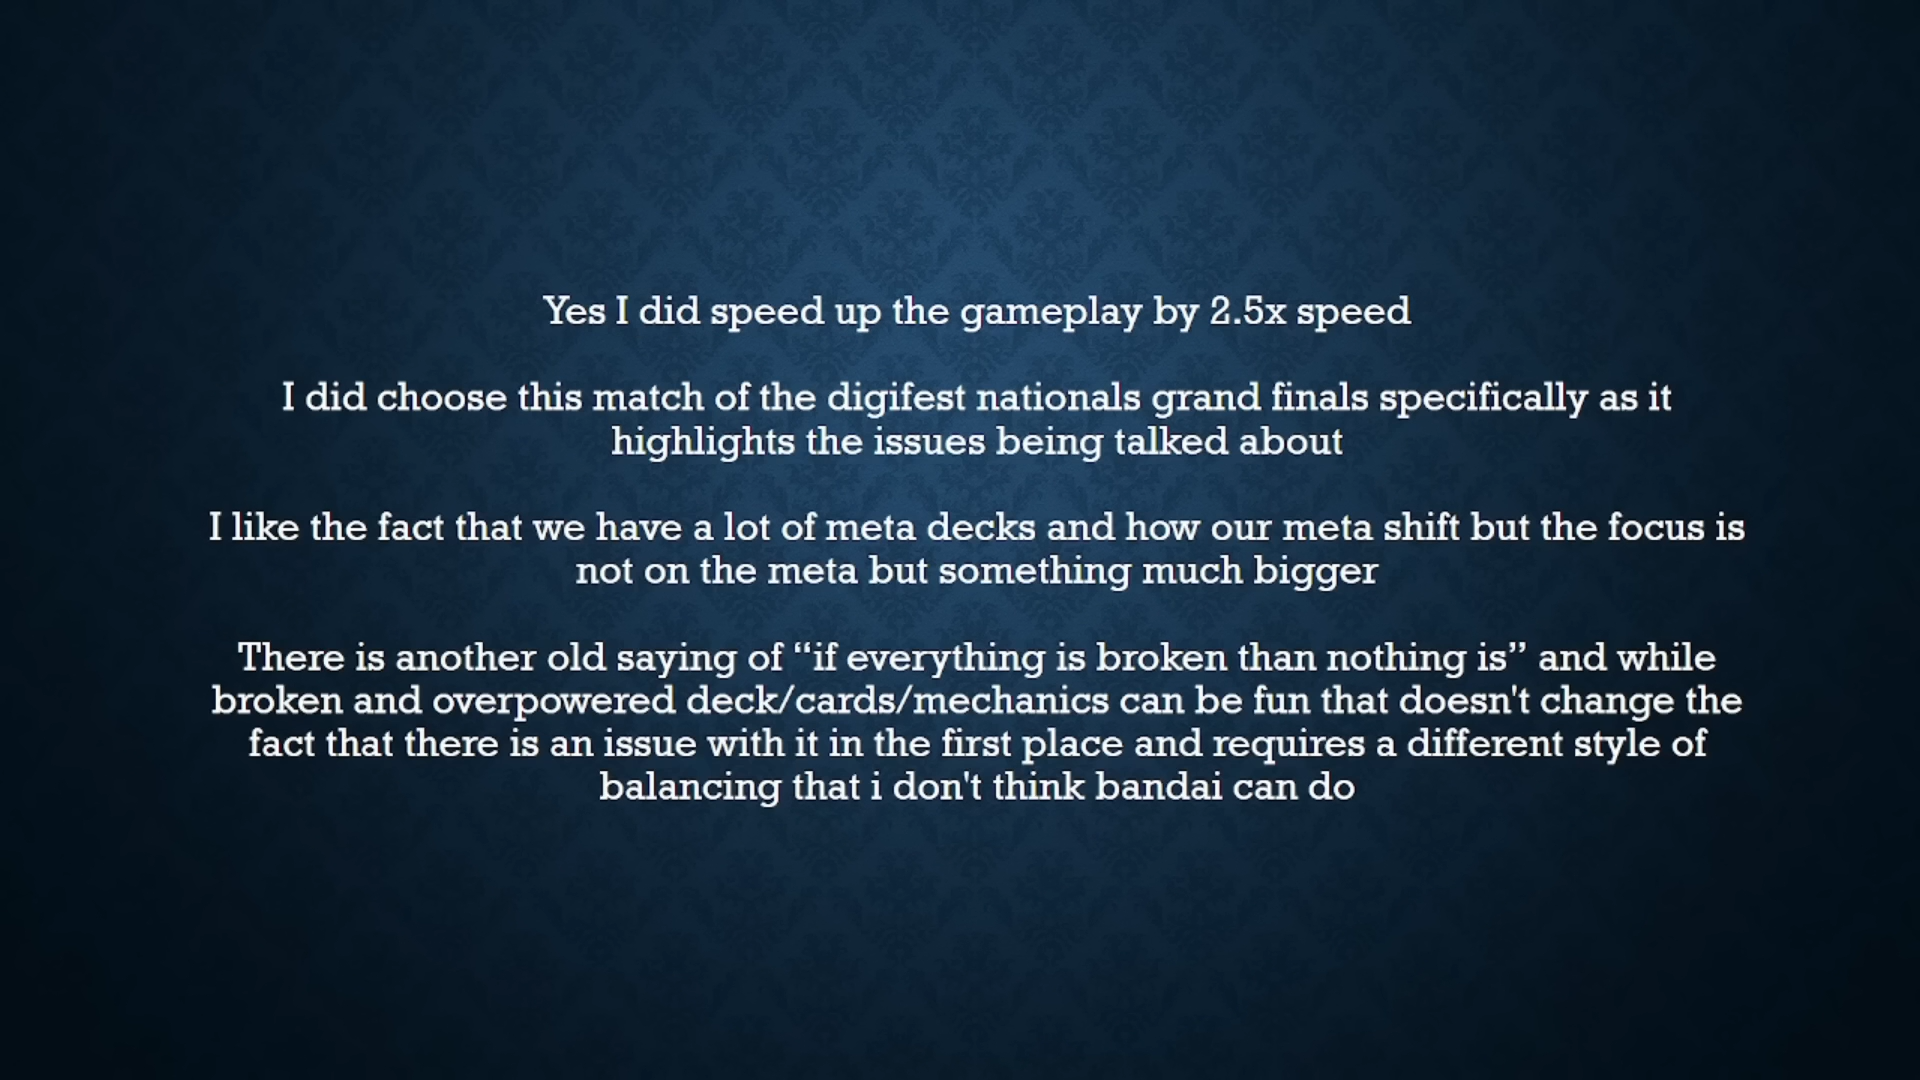 Yes I did speed up the gameplay by 2.5x speed
I did choose this match of the digifest nationals grand finals specifically as it
highlights the issues being talked about
I like the fact that we have a lot of meta decks and how our meta shift but the focus is
not on the meta but something much bigger
There is another old saying of “if everything is broken than nothing is” and while
broken and overpowered deck/cards/mechanics can be fun that doesn't change the
fact that there is an issue with it in the first place and requires a different style of
balancing that i don't think bandai can do